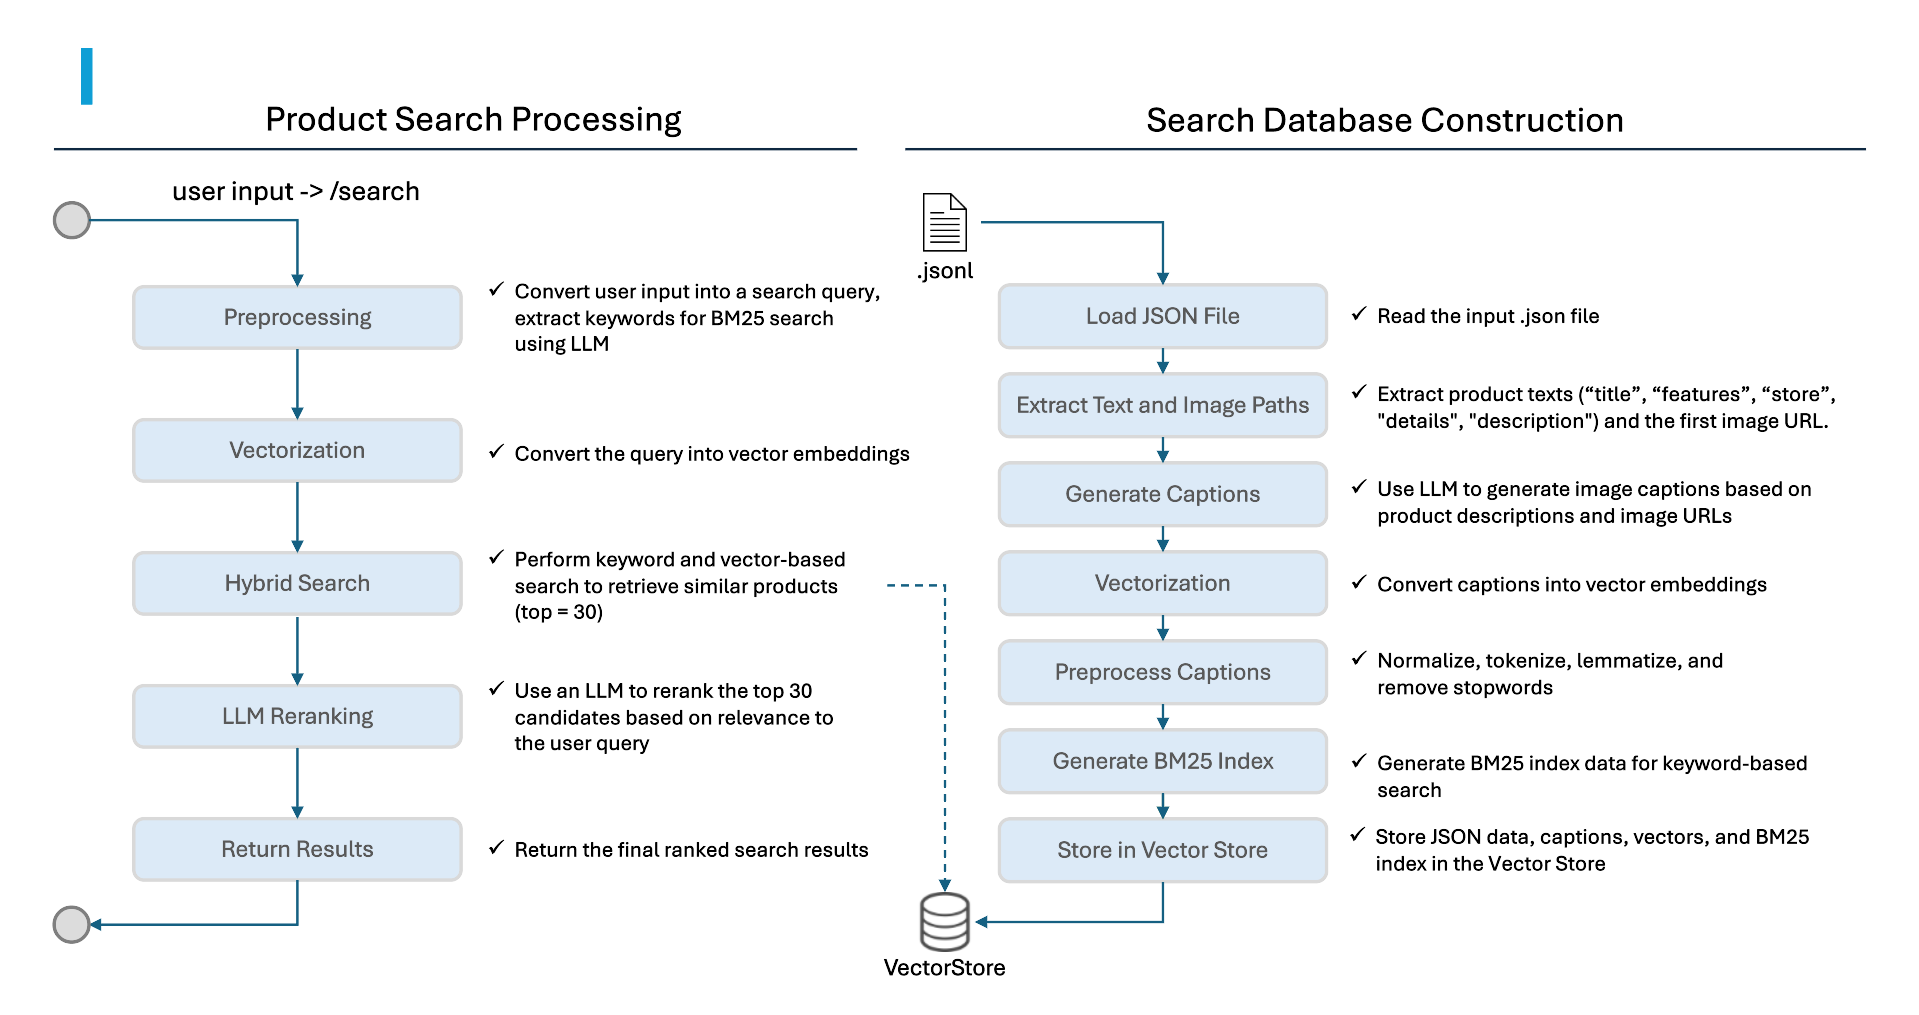 Product Search Processing
user input -> /search
Preprocessing
✓ Convert user input into a search query,
extract keywords for BM25 search
using LLM
Vectorization
✓ Convert the query into vector embeddings
Hybrid Search
✓ Perform keyword and vector-based
search to retrieve similar products
(top = 30)
LLM Reranking
✓ Use an LLM to rerank the top 30
candidates based on relevance to
the user query
Return Results
✓ Return the final ranked search results
Search Database Construction
.jsonl
Load JSON File
✓ Read the input .json file
Extract Text and Image Paths
✓ Extract product texts (“title”, “features”, “store”,
"details", "description") and the first image URL.
Generate Captions
✓ Use LLM to generate image captions based on
product descriptions and image URLs
Vectorization
✓ Convert captions into vector embeddings
Preprocess Captions
✓ Normalize, tokenize, lemmatize, and
remove stopwords
Generate BM25 Index
✓ Generate BM25 index data for keyword-based
search
Store in Vector Store
✓ Store JSON data, captions, vectors, and BM25
index in the Vector Store
VectorStore